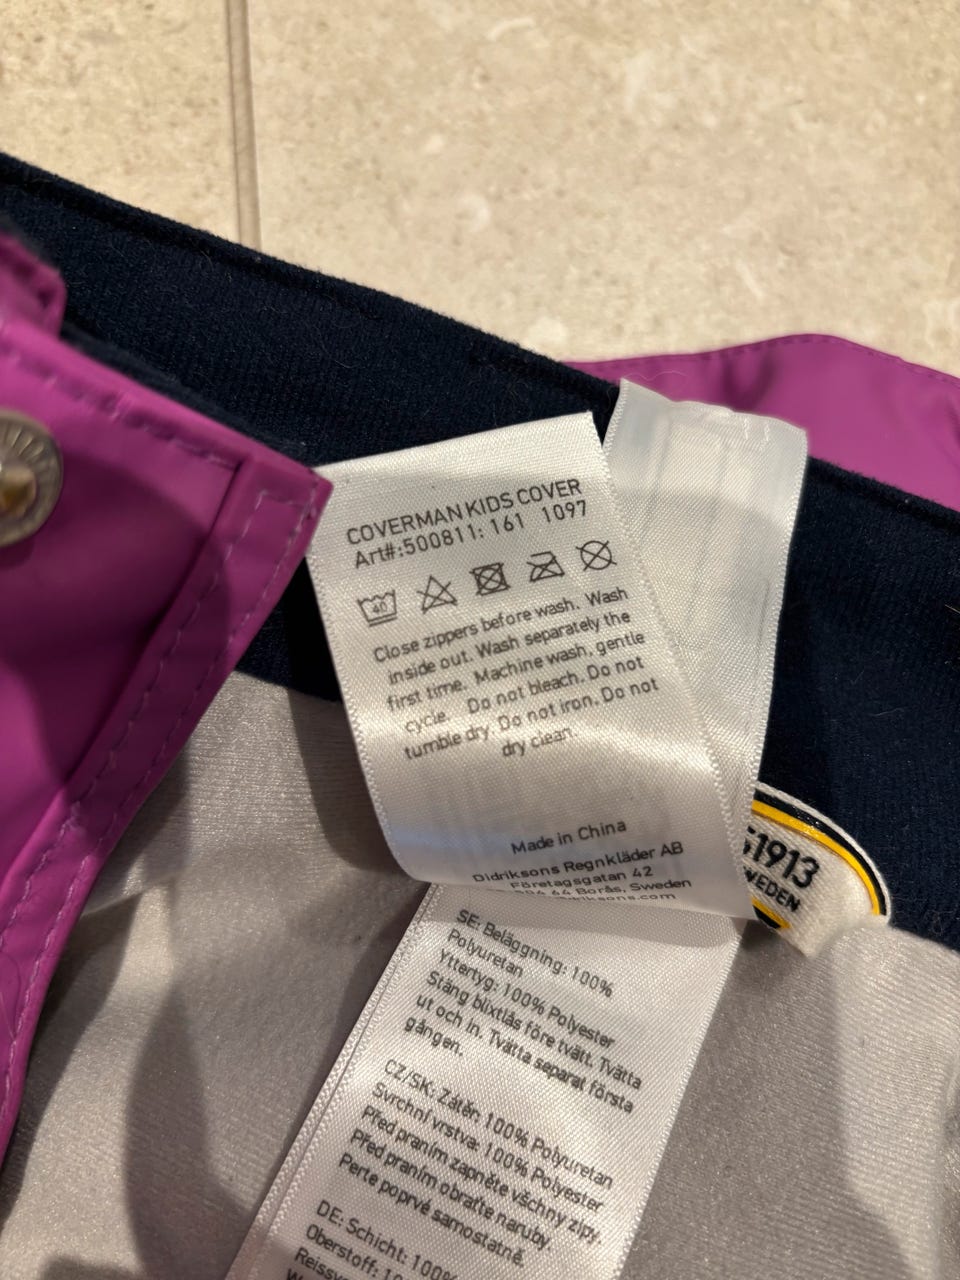 COVERMAN KIDS COVER
Art#:500811: 161 1097
40
Close zippers before wash. Wash
inside out. Wash separately the
first time. Machine wash, gentle
cycle. Do not bleach. Do not
tumble dry. Do not iron. Do not
dry clean.
Made in China
Didriksons Regnkläder AB
Företagsgatan 42
44 Borås, Sweden
1913
SE: Beläggning: 100%
Polyuretan
Yttertyg: 100% Polyester
Stäng blixtlås före tvätt. Tvätta
ut och in. Tvätta separat första
gången.
CZ/SK: Zátěr: 100% Polyuretan
Svrchní vrstva: 100% Polyester
Před praním zapněte všechny zipy.
Před praním obraťte naruby.
Perte poprvé samostatně.
DE: Schicht: 100%
Oberstoff: